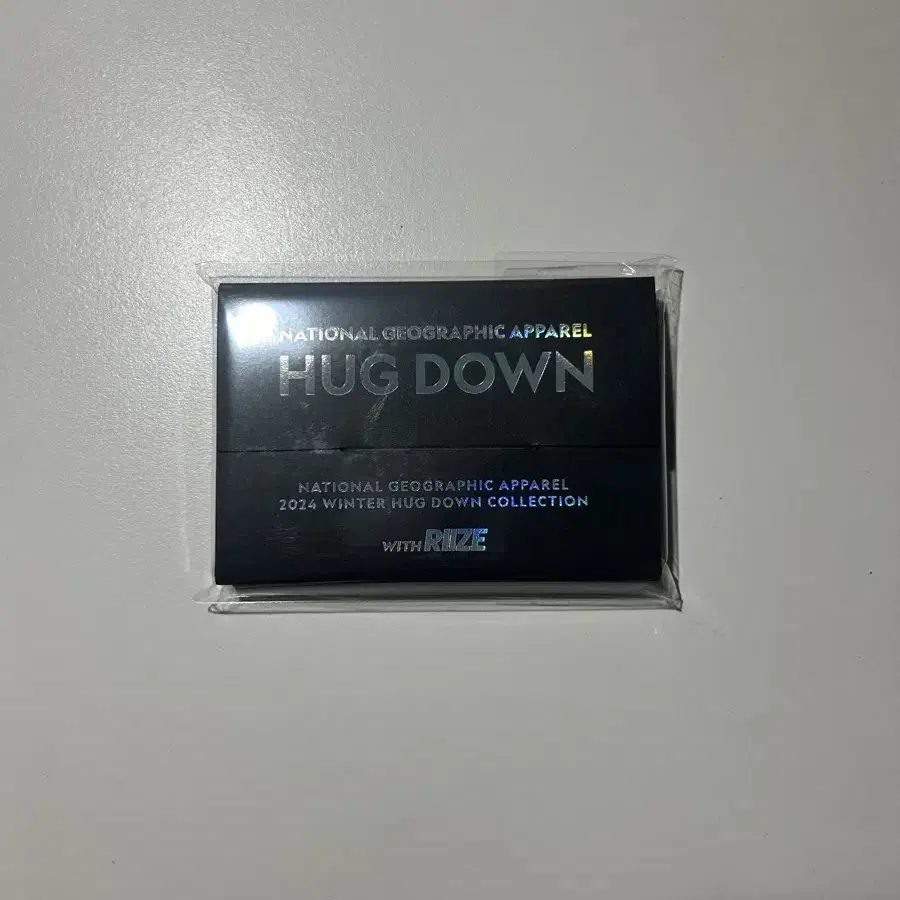 NATIONAL GEOGRAPHIC APPAREL
HUG DOWN
NATIONAL GEOGRAPHIC APPAREL
2024 WINTER HUG DOWN COLLECTION
WITH RIIZE